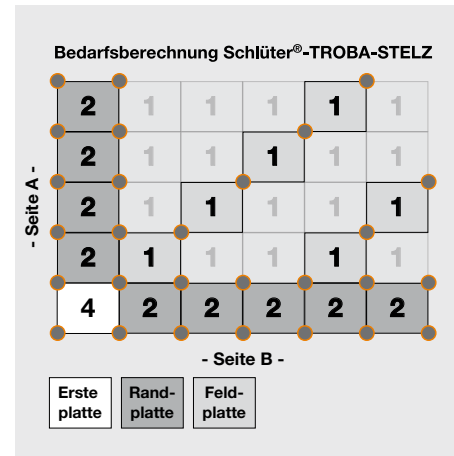 Bedarfsberechnung Schlüter®-TROBA-STELZ
2 1 1 1 1 1
2 1 1 1 1 1
2 1 1 1 1 1
2 1 1 1 1 1
4 2 2 2 2 2
- Seite A -
- Seite B -
Erste
platte
Rand-
platte
Feld-
platte